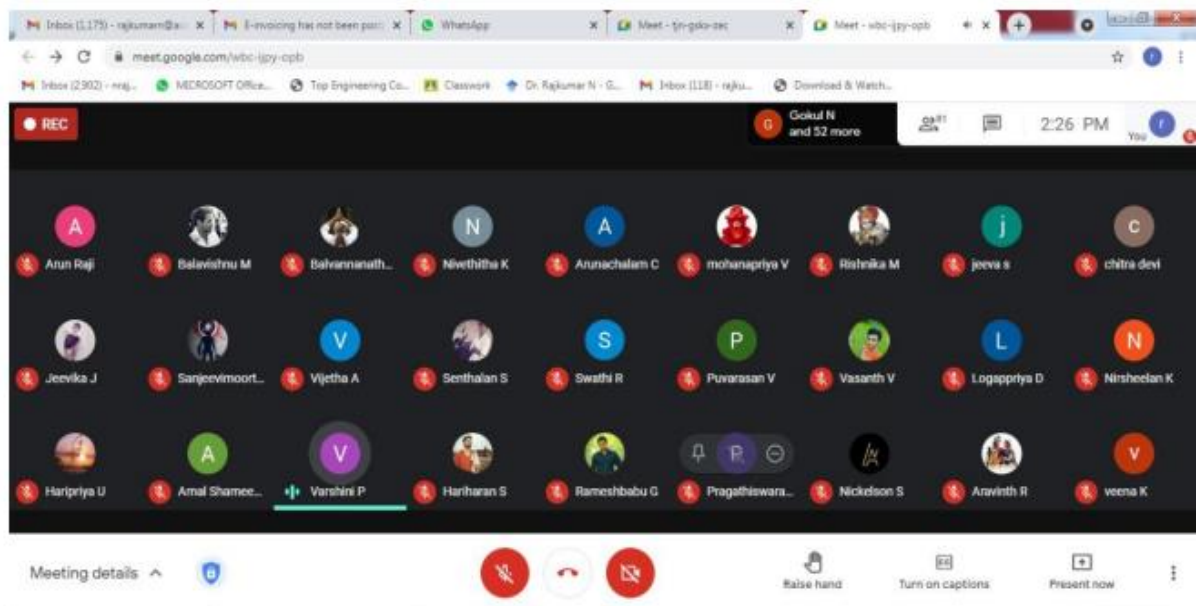 Inbox (1,175) - rajkumarn@a
E-invoicing has not been
WhatsApp
Meet - tjn-gsko-zec
Meet - wbc-ijpy-opb
meet.google.com/wbc-ijpy-opb
Inbox (2,902) - nraj...
MICROSOFT Office...
Top Engineering Co...
Classwork
Dr. Rajkumar N - G...
Inbox (118) - rajku...
Download & Watch...
REC
G
Gokul N
and 52 more
81
2:26 PM
You
r
A
N
A
j
c
Arun Raji
Balavishnu M
Balvannanath...
Nivethitha K
Arunachalam C
mohanapriya V
Rishnika M
jeeva s
chitra devi
V
S
P
L
N
Jeevika J
Sanjeevimoort...
Vijetha A
Senthalan S
Swathi R
Puvarasan V
Vasanth V
Logappriya D
Nirsheelan K
A
V
P
v
Haripriya U
Amal Shamee...
Varshini P
Hariharan S
Rameshbabu G
Pragathiswara...
Nickelson S
Aravinth R
veena K
Meeting details
Raise hand
Turn on captions
Present now